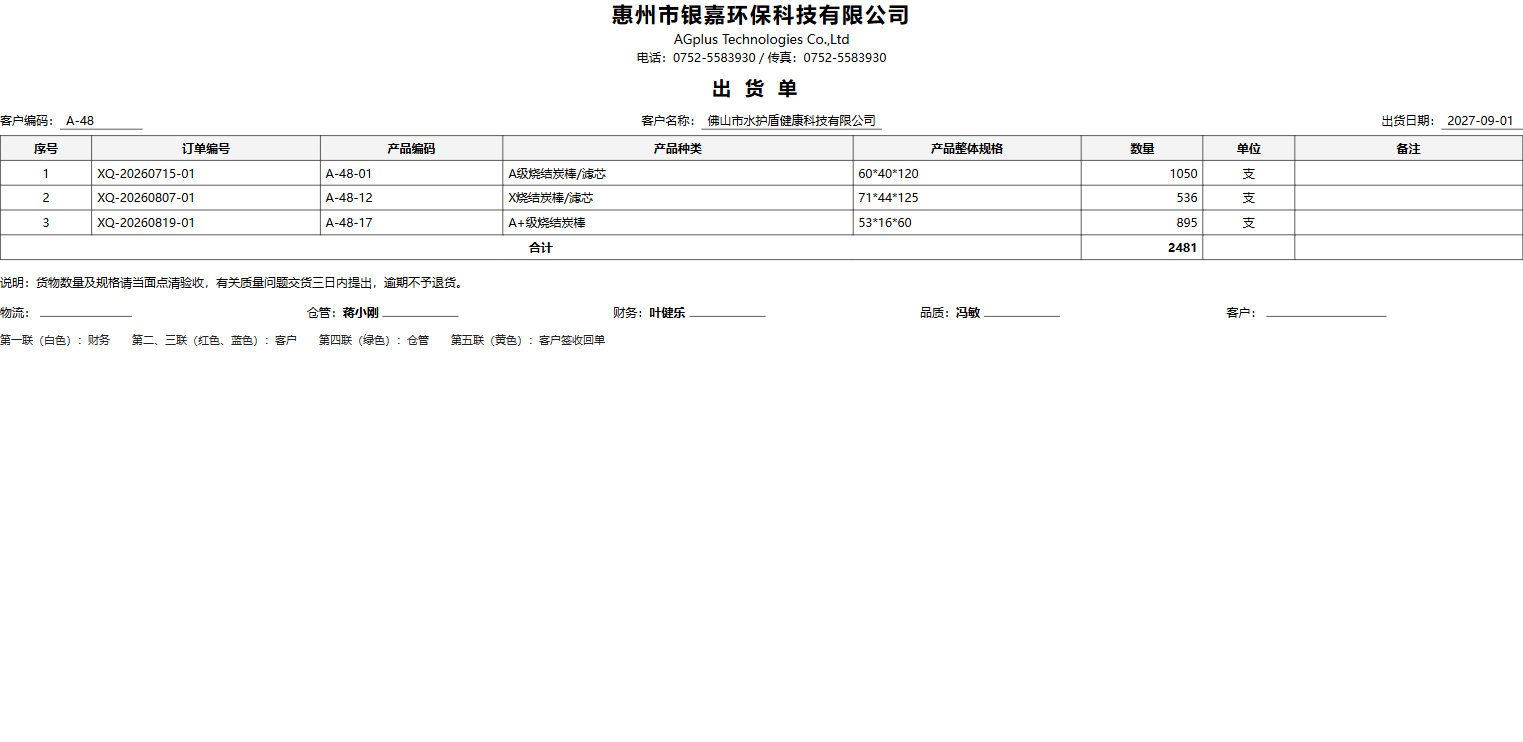 惠州市银嘉环保科技有限公司
AGplus Technologies Co.,Ltd
电话：0752-5583930 / 传真：0752-5583930
出 货 单
客户编码： A-48 客户名称： 佛山市水护盾健康科技有限公司 出货日期： 2027-09-01
序号 订单编号 产品编码 产品种类 产品整体规格 数量 单位 备注
1 XQ-20260715-01 A-48-01 A级烧结炭棒/滤芯 60*40*120 1050 支
2 XQ-20260807-01 A-48-12 X烧结炭棒/滤芯 71*44*125 536 支
3 XQ-20260819-01 A-48-17 A+级烧结炭棒 53*16*60 895 支
合计 2481
说明：货物数量及规格请当面点清验收，有关质量问题交货三日内提出，逾期不予退货。
物流： 仓管：蒋小刚 财务：叶健乐 品质：冯敏 客户：
第一联（白色）：财务 第二、三联（红色、蓝色）：客户 第四联（绿色）：仓管 第五联（黄色）：客户签收回单